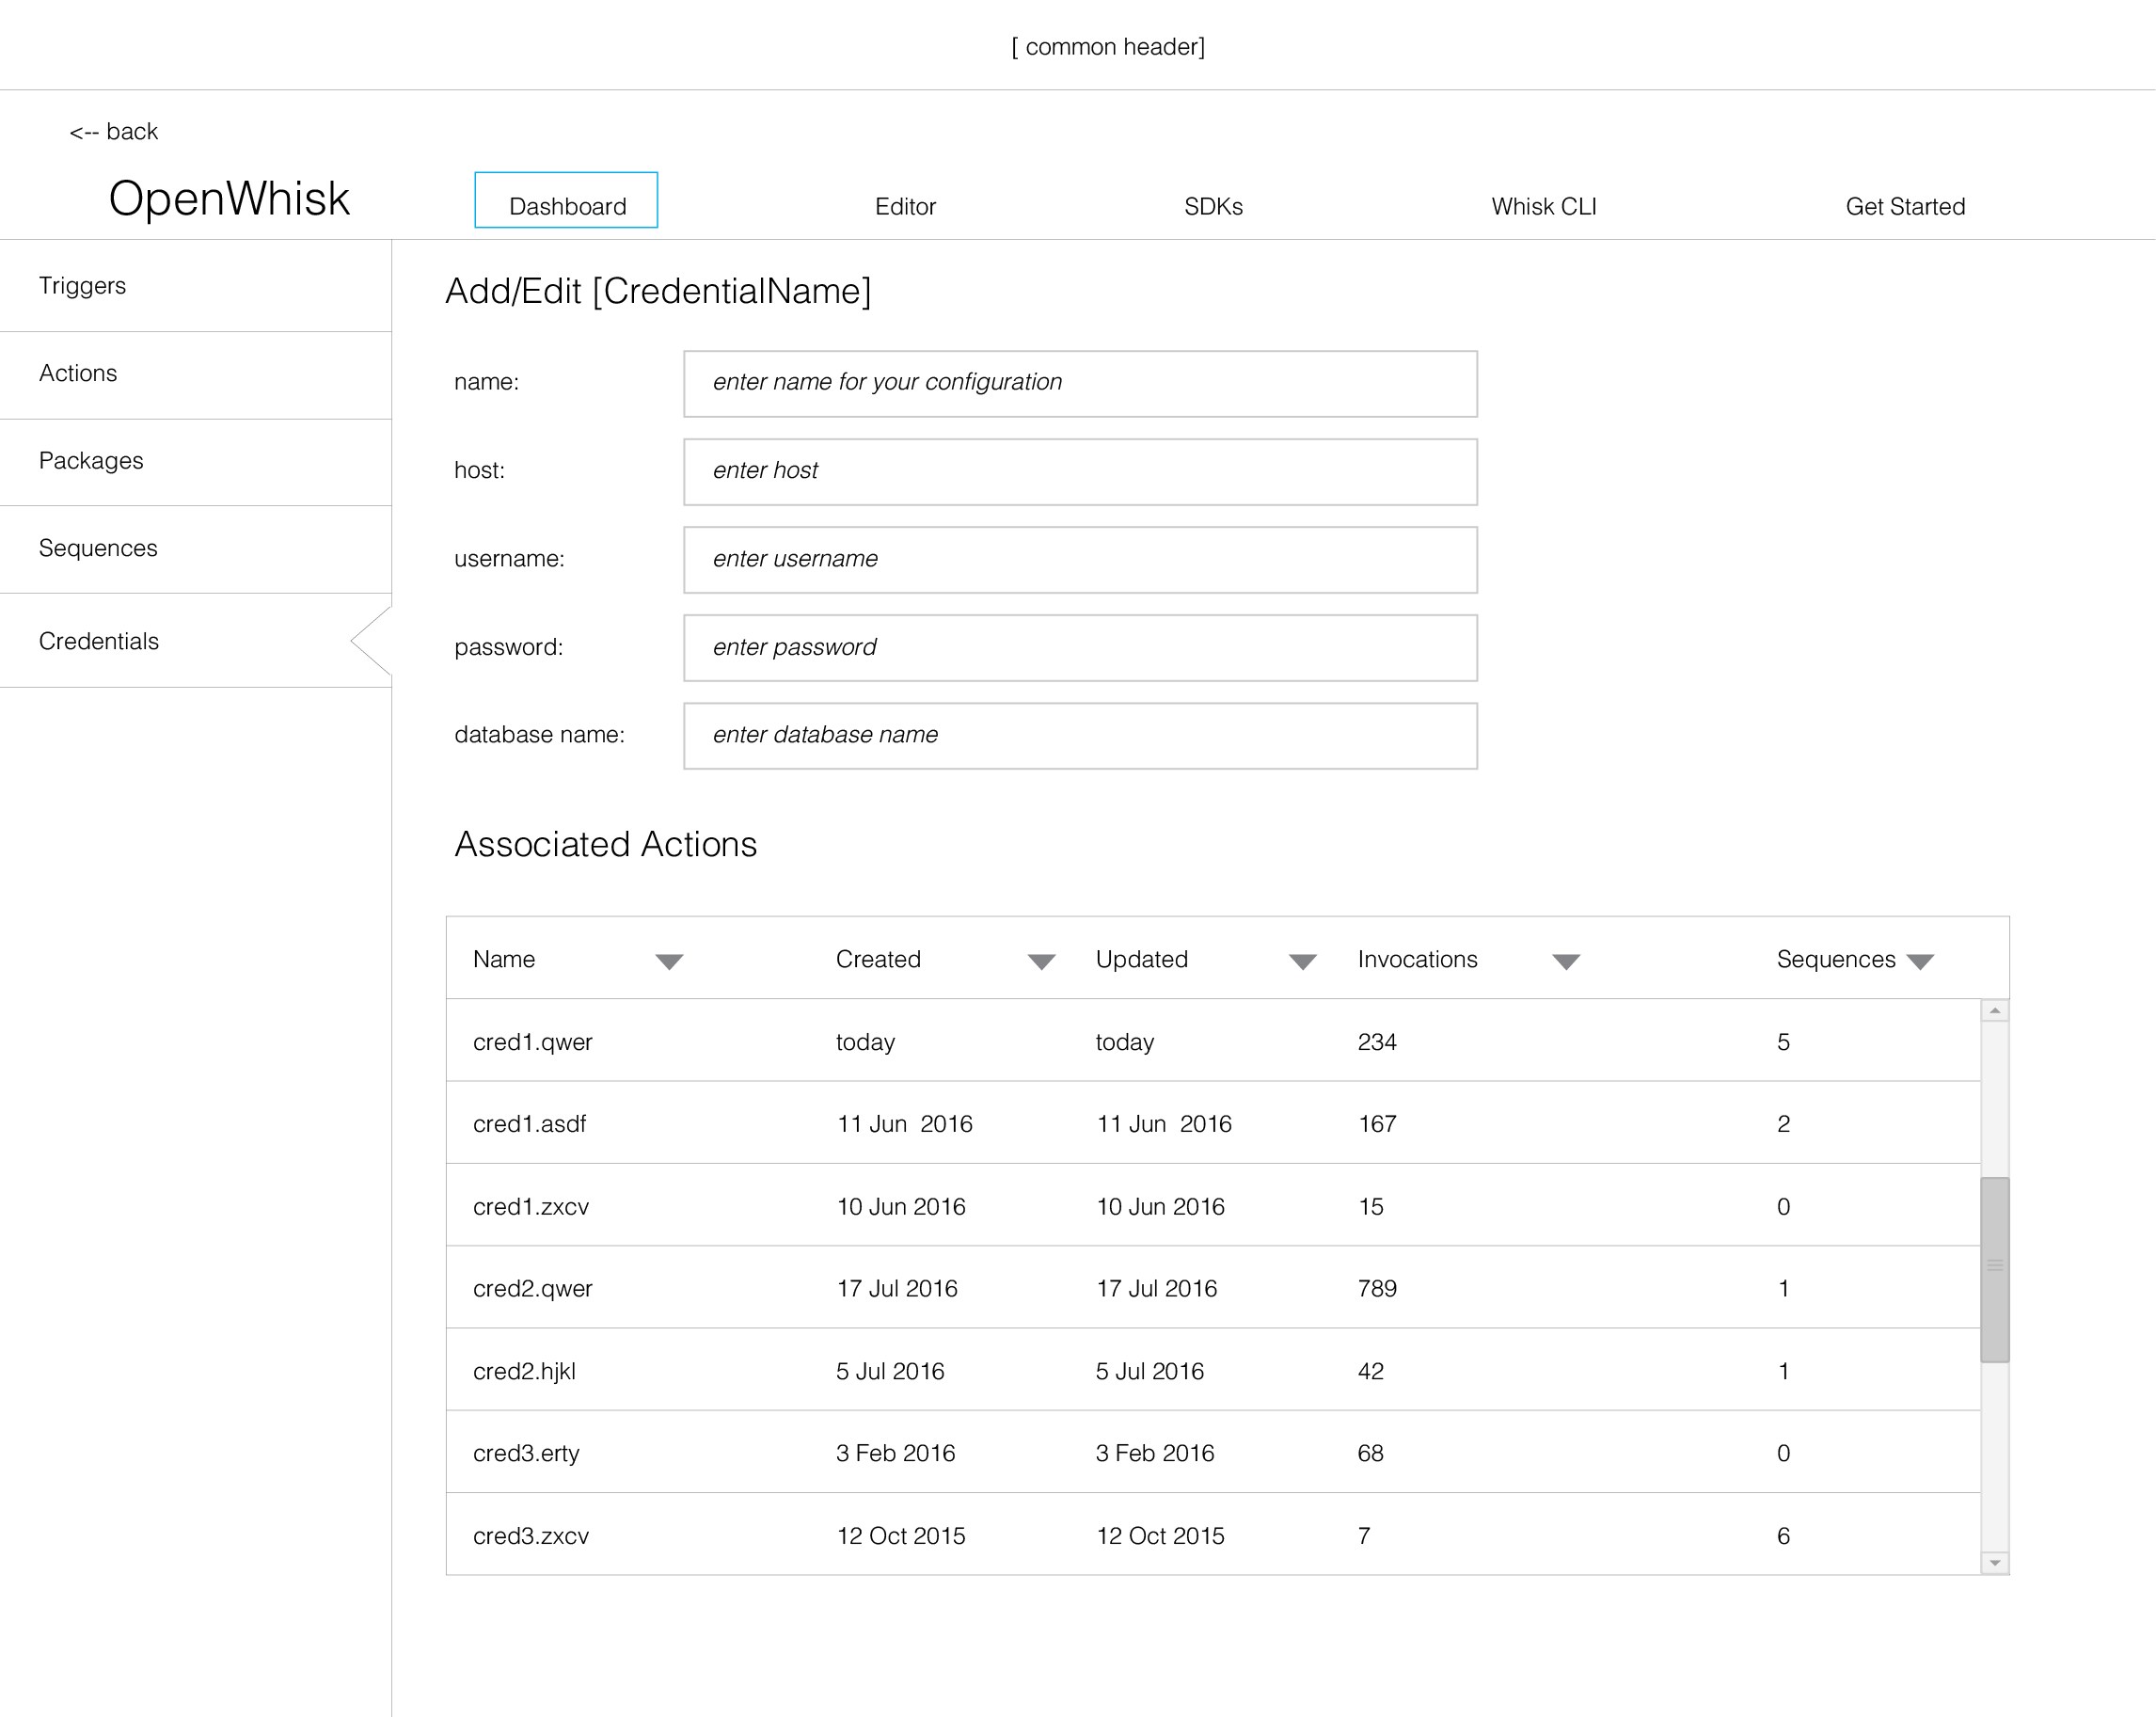 [ common header]
<-- back
OpenWhisk Dashboard Editor SDKs Whisk CLI Get Started
Triggers
Actions
Packages
Sequences
Credentials
Add/Edit [CredentialName]
name: enter name for your configuration
host: enter host
username: enter username
password: enter password
database name: enter database name
Associated Actions
Name Created Updated Invocations Sequences
cred1.qwer today today 234 5
cred1.asdf 11 Jun 2016 11 Jun 2016 167 2
cred1.zxcv 10 Jun 2016 10 Jun 2016 15 0
cred2.qwer 17 Jul 2016 17 Jul 2016 789 1
cred2.hjkl 5 Jul 2016 5 Jul 2016 42 1
cred3.erty 3 Feb 2016 3 Feb 2016 68 0
cred3.zxcv 12 Oct 2015 12 Oct 2015 7 6